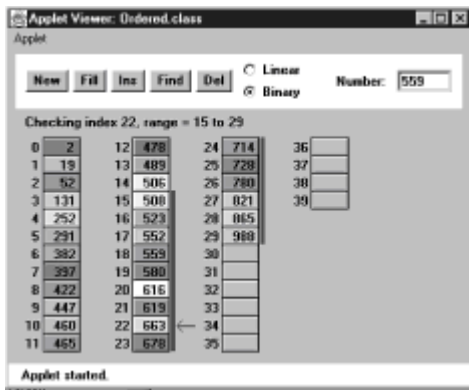 Applet Viewer: Ordered.class
Applet
New Fill Ins Find Del
Linear
Binary
Number: 559
Checking index 22, range = 15 to 29
0 2 12 478 24 714 36
1 19 13 489 25 728 37
2 52 14 506 26 780 38
3 131 15 508 27 821 39
4 252 16 523 28 865
5 291 17 552 29 988
6 382 18 559 30
7 397 19 580 31
8 422 20 616 32
9 447 21 619 33
10 460 22 663 34
11 465 23 678 35
Applet started.